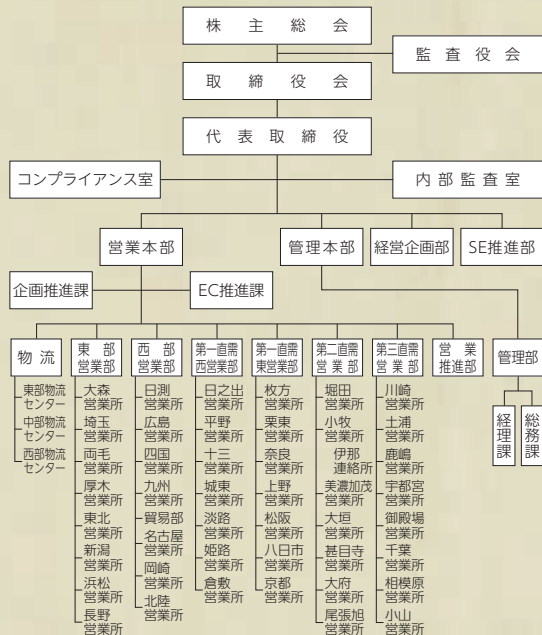 株主総会
監査役会
取締役会
代表取締役
コンプライアンス室
内部監査室
営業本部
管理本部
経営企画部
SE推進部
企画推進課
EC推進課
物流
東部
営業部
西部
営業部
第一直需
西営業部
第一直需
東営業部
第二直需
営業部
第三直需
営業部
営業
推進部
管理部
東部物流
センター
中部物流
センター
西部物流
センター
大森
営業所
埼玉
営業所
両毛
営業所
厚木
営業所
東北
営業所
新潟
営業所
浜松
営業所
長野
営業所
日測
営業所
広島
営業所
四国
営業所
九州
営業所
貿易部
名古屋
営業所
岡崎
営業所
北陸
営業所
日之出
営業所
平野
営業所
十三
営業所
城東
営業所
淡路
営業所
姫路
営業所
倉敷
営業所
枚方
営業所
栗東
営業所
奈良
営業所
上野
営業所
松阪
営業所
八日市
営業所
京都
営業所
堀田
営業所
小牧
営業所
伊那
連絡所
美濃加茂
営業所
大垣
営業所
甚目寺
営業所
大府
営業所
尾張旭
営業所
川崎
営業所
土浦
営業所
鹿嶋
営業所
宇都宮
営業所
御殿場
営業所
千葉
営業所
相模原
営業所
小山
営業所
経理課
総務課